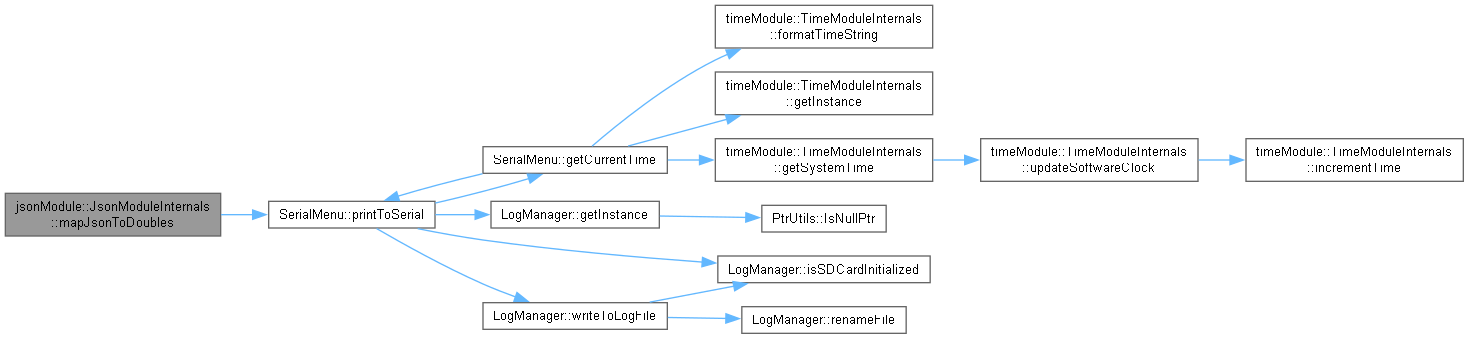 timeModule::TimeModuleInternals
::formatTimeString
timeModule::TimeModuleInternals
::getInstance
SerialMenu::getCurrentTime
timeModule::TimeModuleInternals
::getSystemTime
timeModule::TimeModuleInternals
::updateSoftwareClock
timeModule::TimeModuleInternals
::incrementTime
jsonModule::JsonModuleInternals
::mapJsonToDoubles
SerialMenu::printToSerial
LogManager::getInstance
PtrUtils::IsNullPtr
LogManager::isSDCardInitialized
LogManager::writeToLogFile
LogManager::renameFile